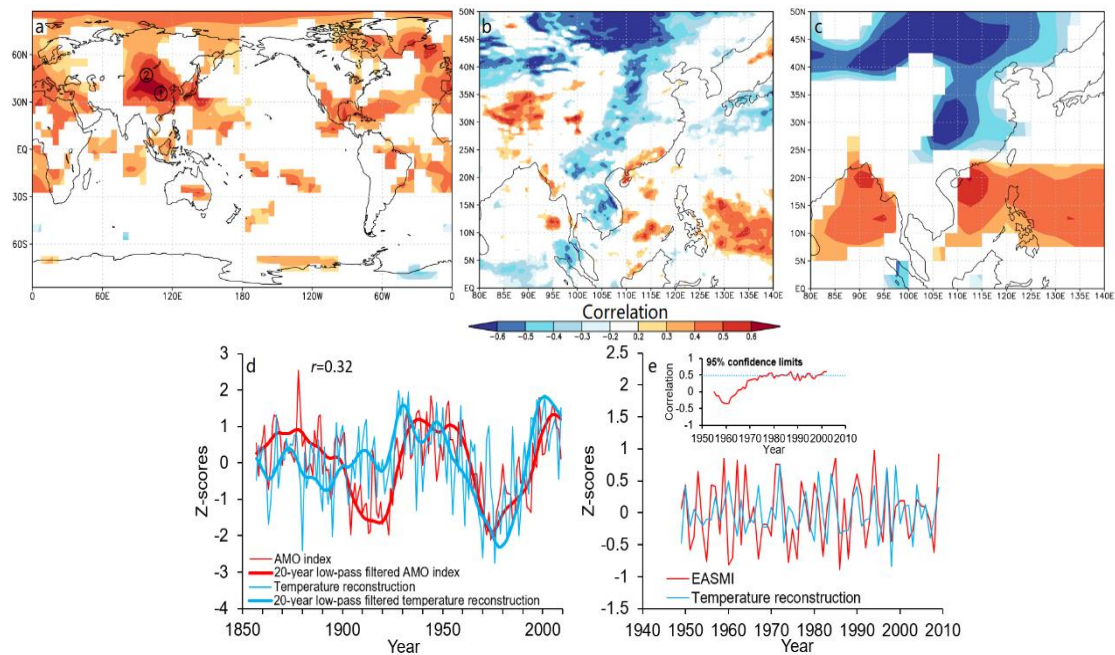 a
60N
30N
EQ
30S
60S
0
60E
120E
180
120W
60W
0
②
①
b
50N
45N
40N
35N
30N
25N
20N
15N
10N
5N
EQ
80E 85E 90E 95E 100E 105E 110E 115E 120E 125E 130E 135E 140E
c
50N
45N
40N
35N
30N
25N
20N
15N
10N
5N
EQ
80E 85E 90E 95E 100E 105E 110E 115E 120E 125E 130E 135E 140E
Correlation
-0.6 -0.5 -0.4 -0.3 -0.2 0.2 0.3 0.4 0.5 0.6
d
r=0.32
Z-scores
3
2
1
0
-1
-2
-3
-4
AMO index
20-year low-pass filtered AMO index
Temperature reconstruction
20-year low-pass filtered temperature reconstruction
1850 1900 1950 2000
Year
e
Z-scores
2.5
2
1.5
1
0.5
0
-0.5
-1
-1.5
95% confidence limits
Correlation
1
0.5
0
-0.5
-1
1950 1960 1970 1980 1990 2000 2010
Year
EASMI
Temperature reconstruction
1940 1950 1960 1970 1980 1990 2000 2010
Year